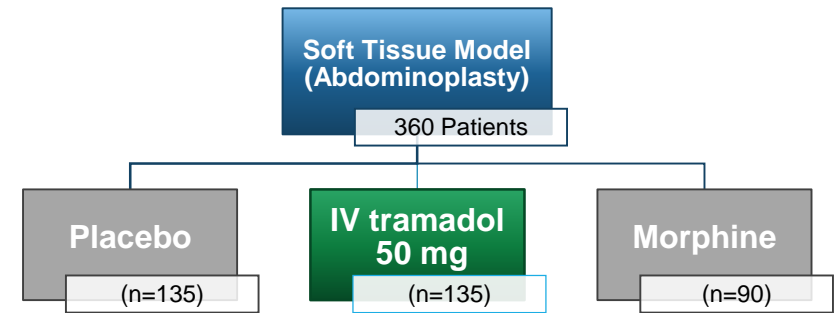 Soft Tissue Model
(Abdominoplasty)
360 Patients
Placebo
(n=135)
IV tramadol
50 mg
(n=135)
Morphine
(n=90)